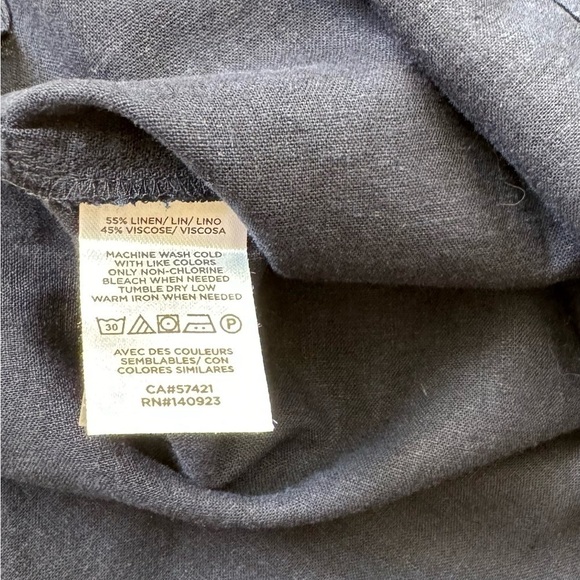 55% LINEN/ LIN/ LINO
45% VISCOSE/ VISCOSA
MACHINE WASH COLD
WITH LIKE COLORS
ONLY NON-CHLORINE
BLEACH WHEN NEEDED
TUMBLE DRY LOW
WARM IRON WHEN NEEDED
30 P
AVEC DES COULEURS
SEMBLABLES/ CON
COLORES SIMILARES
CA#57421
RN#140923